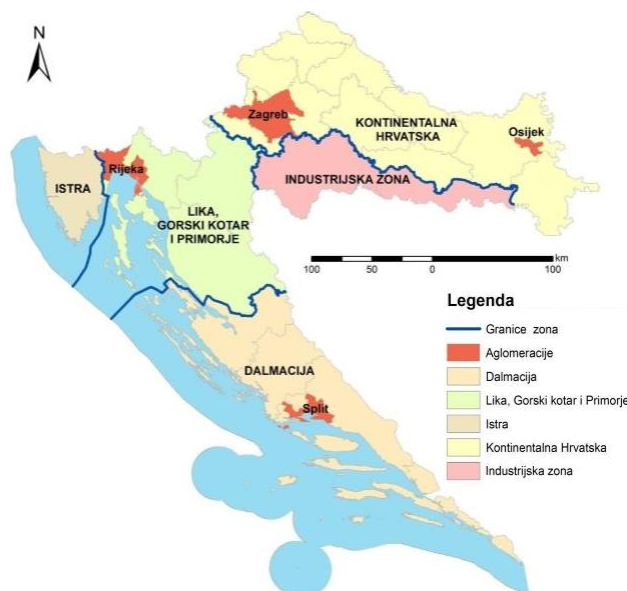 N
Zagreb
KONTINENTALNA
HRVATSKA
Osijek
Rijeka
ISTRA
INDUSTRIJSKA ZONA
LIKA,
GORSKI KOTAR
I PRIMORJE
km
100 50 0 100
Legenda
Granice zona
Aglomeracije
Dalmacija
Lika, Gorski kotar i Primorje
Istra
Kontinentalna Hrvatska
Industrijska zona
DALMACIJA
Split